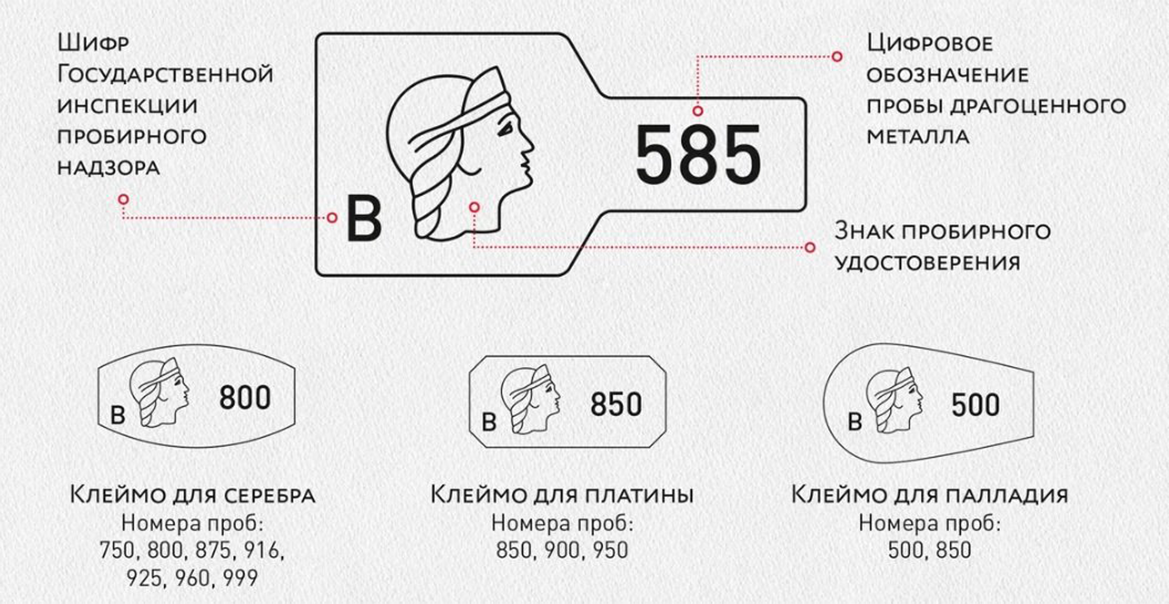 Шифр
Государственной
инспекции
пробирного
надзора
Цифровое
обозначение
пробы драгоценного
металла
585
В
Знак пробирного
удостоверения
В
800
В
850
В
500
Клеймо для серебра
Номера проб:
750, 800, 875, 916,
925, 960, 999
Клеймо для платины
Номера проб:
850, 900, 950
Клеймо для палладия
Номера проб:
500, 850